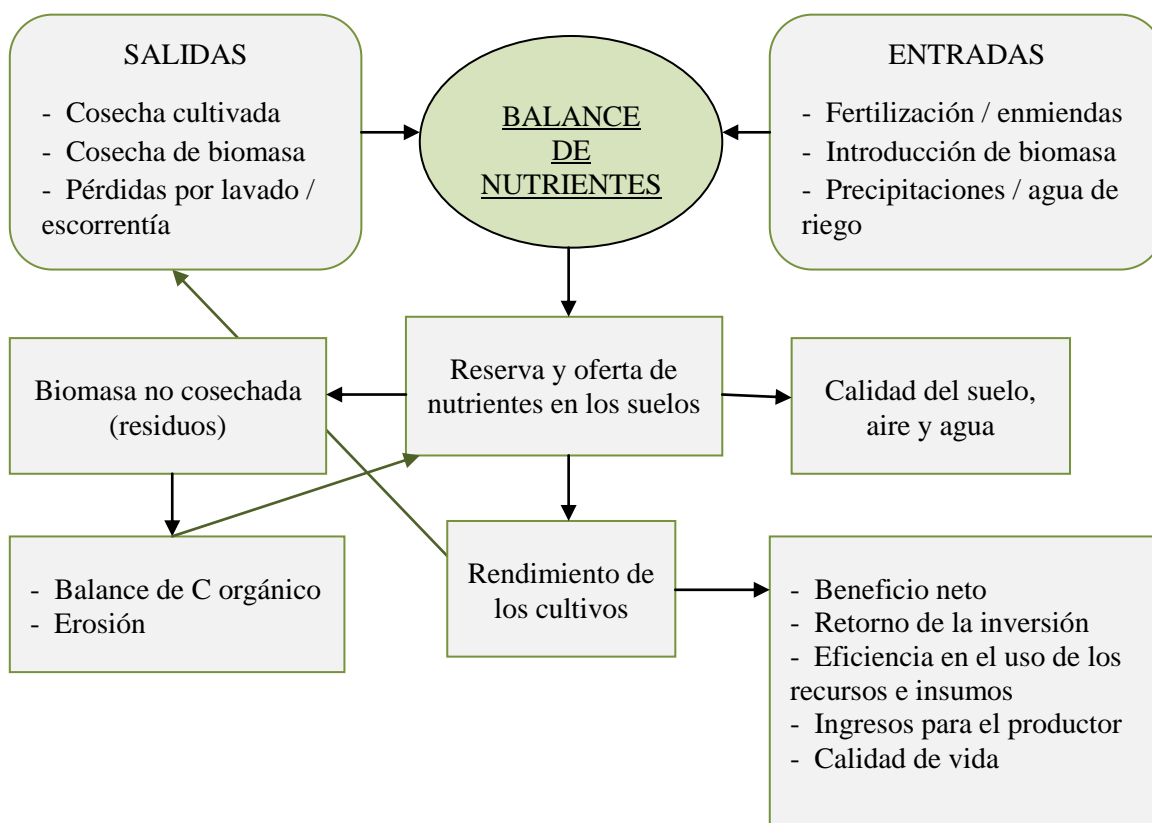 SALIDAS
- Cosecha cultivada
- Cosecha de biomasa
- Pérdidas por lavado /
escorrentía
BALANCE
DE
NUTRIENTES
ENTRADAS
- Fertilización / enmiendas
- Introducción de biomasa
- Precipitaciones / agua de
riego
Biomasa no cosechada
(residuos)
Reserva y oferta de
nutrientes en los suelos
Calidad del suelo,
aire y agua
- Balance de C orgánico
- Erosión
Rendimiento de
los cultivos
- Beneficio neto
- Retorno de la inversión
- Eficiencia en el uso de los
recursos e insumos
- Ingresos para el productor
- Calidad de vida